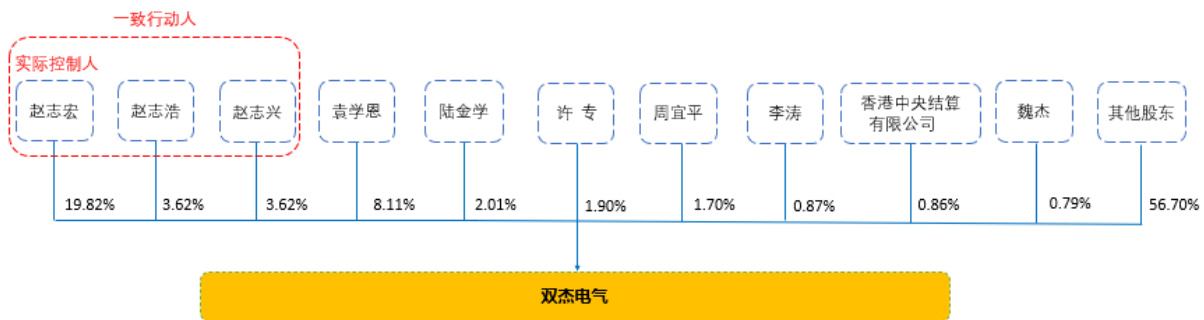 一致行动人
实际控制人
赵志宏
赵志浩
赵志兴
袁学恩
陆金学
许 专
周宜平
李涛
香港中央结算
有限公司
魏杰
其他股东
19.82%
3.62%
3.62%
8.11%
2.01%
1.90%
1.70%
0.87%
0.86%
0.79%
56.70%
双杰电气